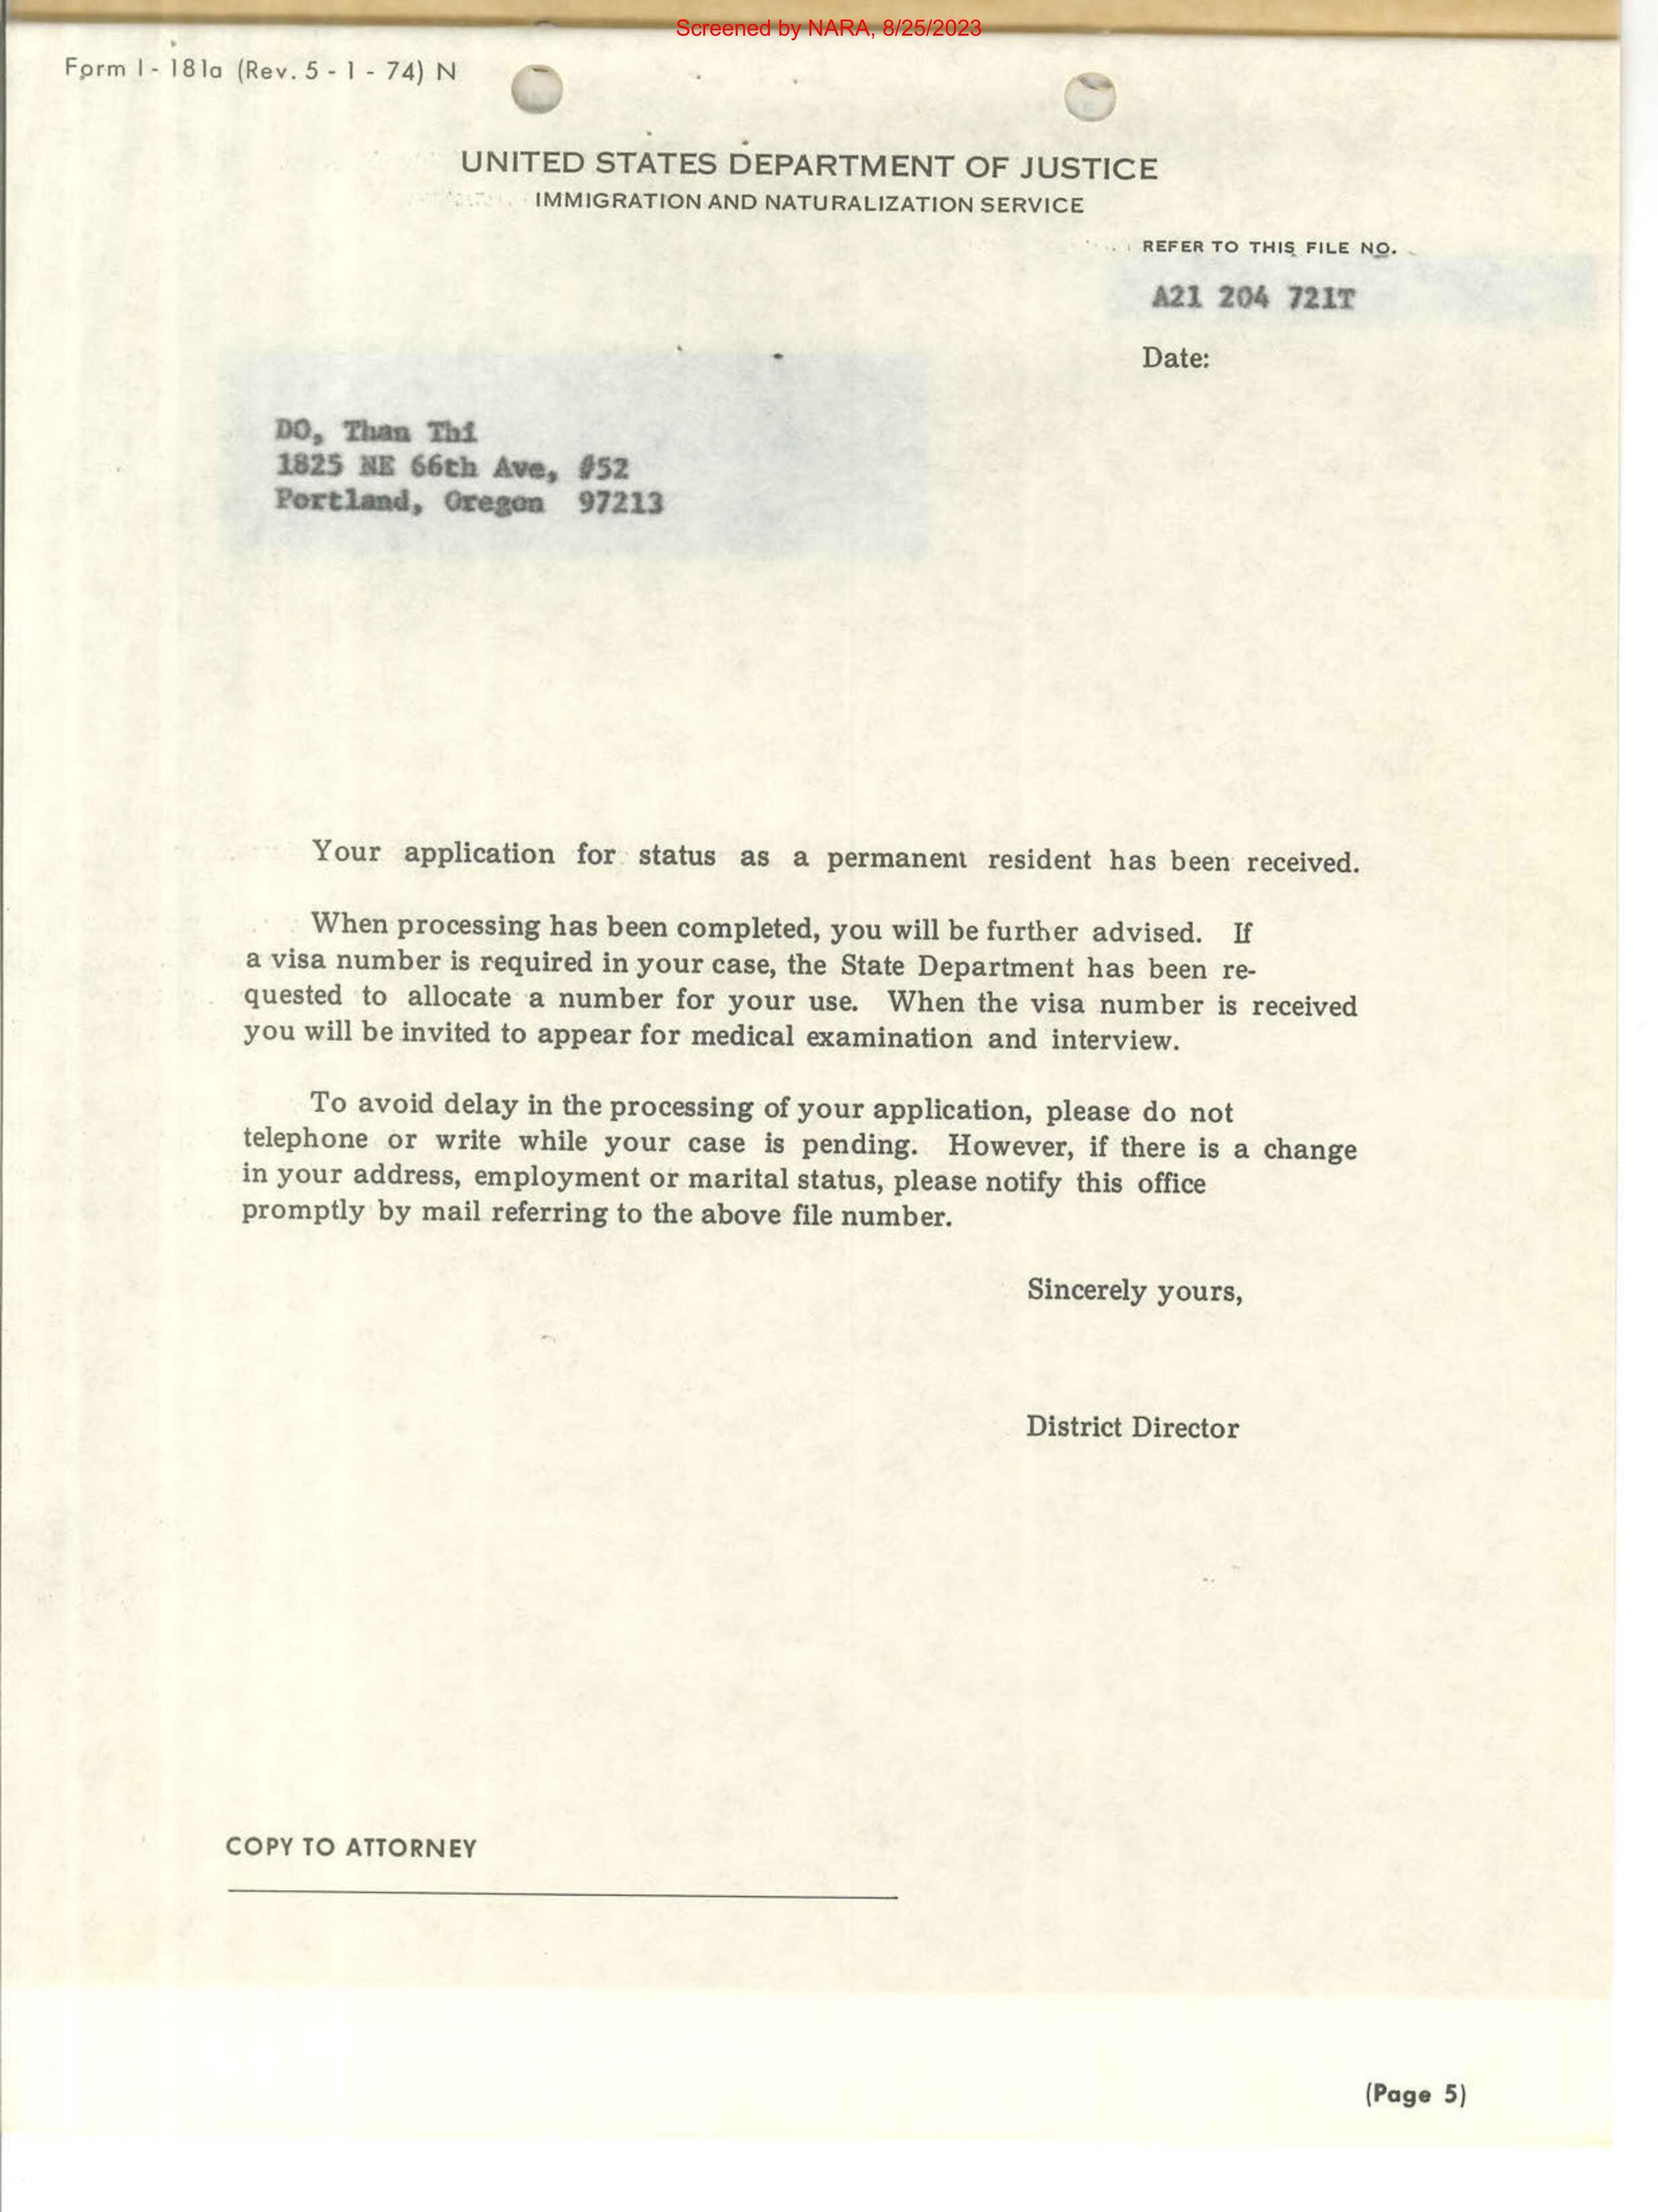 Screened by NARA, 8/25/2023
Form I - 181a (Rev. 5 - 1 - 74) N
UNITED STATES DEPARTMENT OF JUSTICE
IMMIGRATION AND NATURALIZATION SERVICE
REFER TO THIS FILE NO.
A21 204 721T
Date:
DO, Than Thi
1825 NE 66th Ave, #52
Portland, Oregon 97213
Your application for status as a permanent resident has been received.
When processing has been completed, you will be further advised. If
a visa number is required in your case, the State Department has been re-
quested to allocate a number for your use. When the visa number is received
you will be invited to appear for medical examination and interview.
To avoid delay in the processing of your application, please do not
telephone or write while your case is pending. However, if there is a change
in your address, employment or marital status, please notify this office
promptly by mail referring to the above file number.
Sincerely yours,
District Director
COPY TO ATTORNEY
(Page 5)